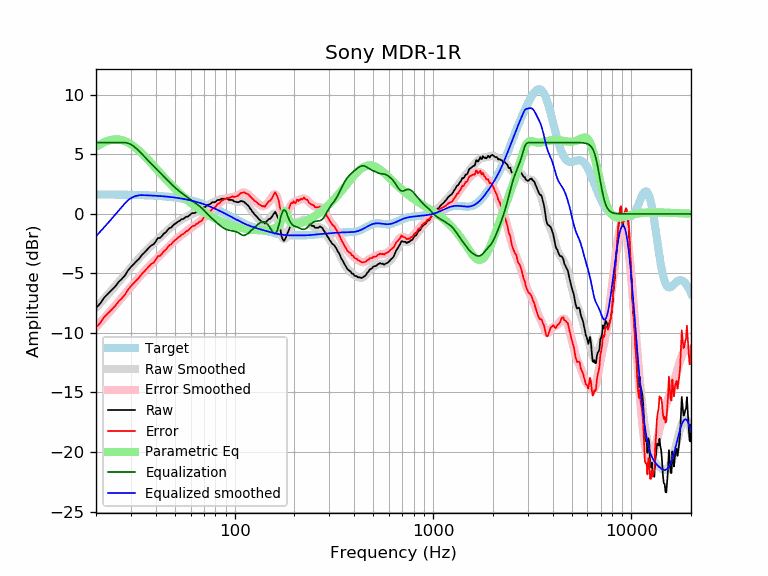 Sony MDR-1R
Amplitude (dBr)
10
5
0
−5
−10
−15
−20
−25
Target
Raw Smoothed
Error Smoothed
Raw
Error
Parametric Eq
Equalization
Equalized smoothed
100
1000
10000
Frequency (Hz)